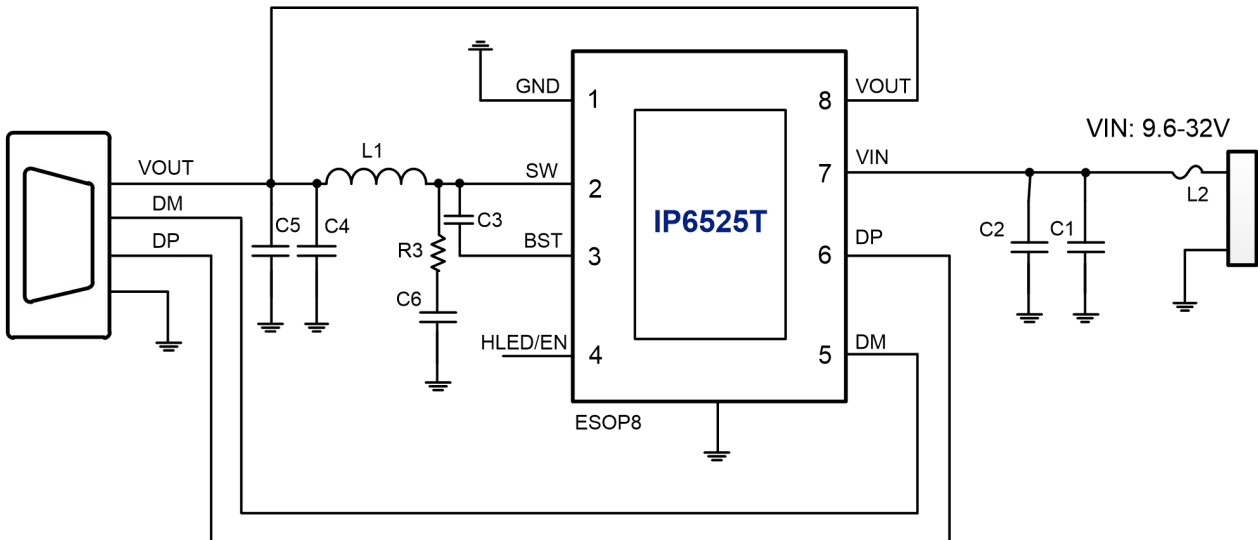 GND
1
8
VOUT
VIN: 9.6-32V
VOUT
L1
SW
2
7
VIN
L2
DM
C5
C4
C3
IP6525T
C2
C1
DP
R3
BST
3
6
DP
C6
HLED/EN
4
5
DM
ESOP8